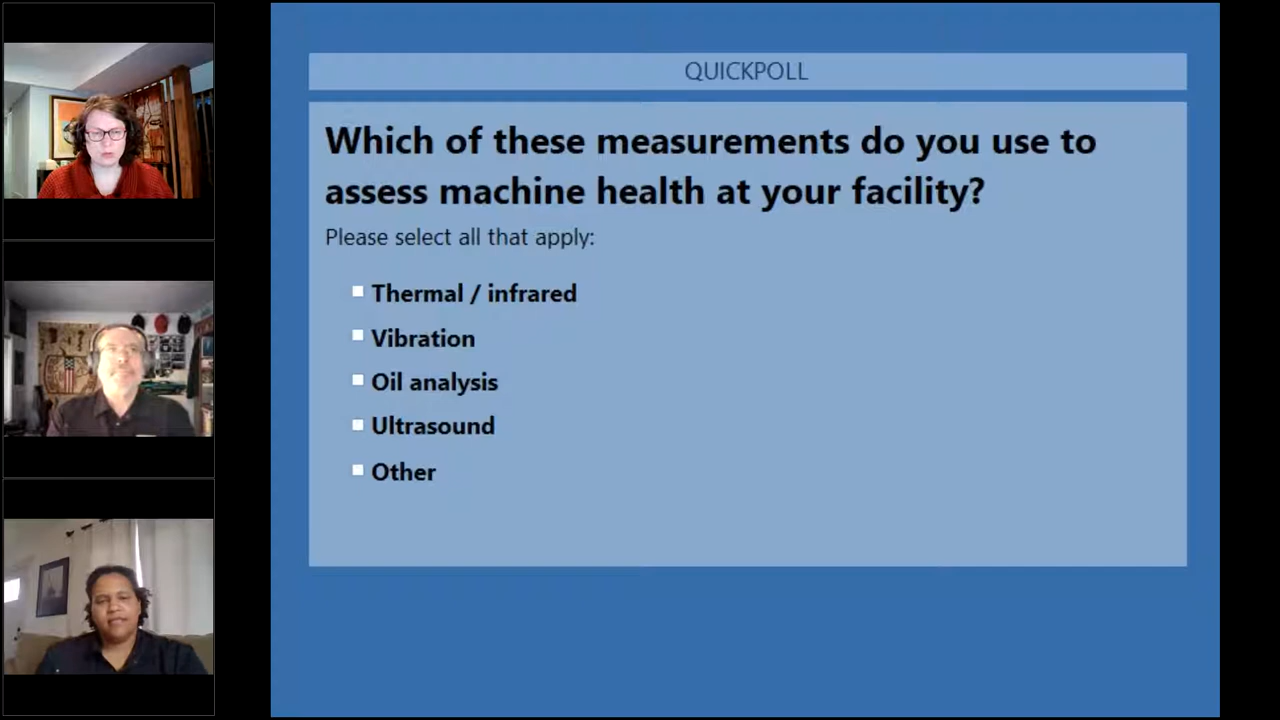 QUICKPOLL
Which of these measurements do you use to
assess machine health at your facility?
Please select all that apply:
Thermal / infrared
Vibration
Oil analysis
Ultrasound
Other